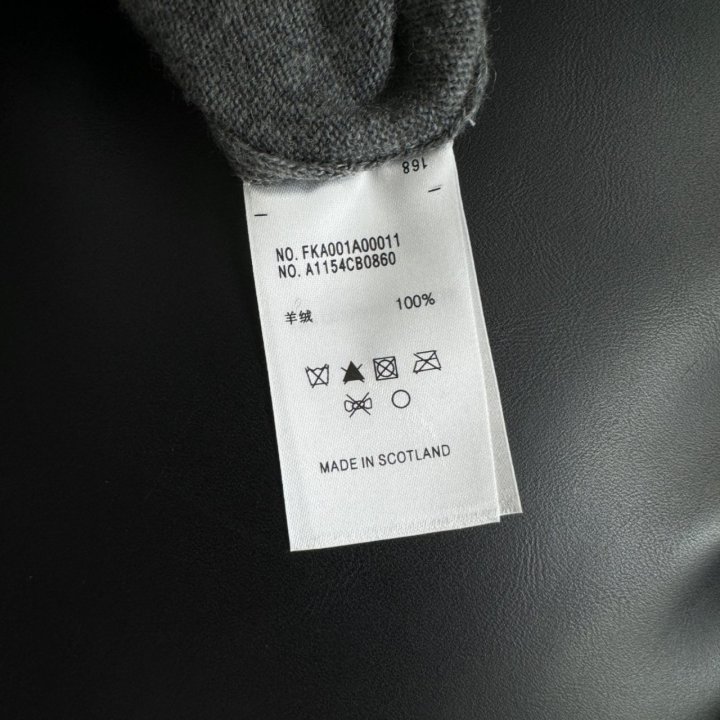 168
NO. FKA001A00011
NO. A1154CB0860
羊绒 100%
MADE IN SCOTLAND